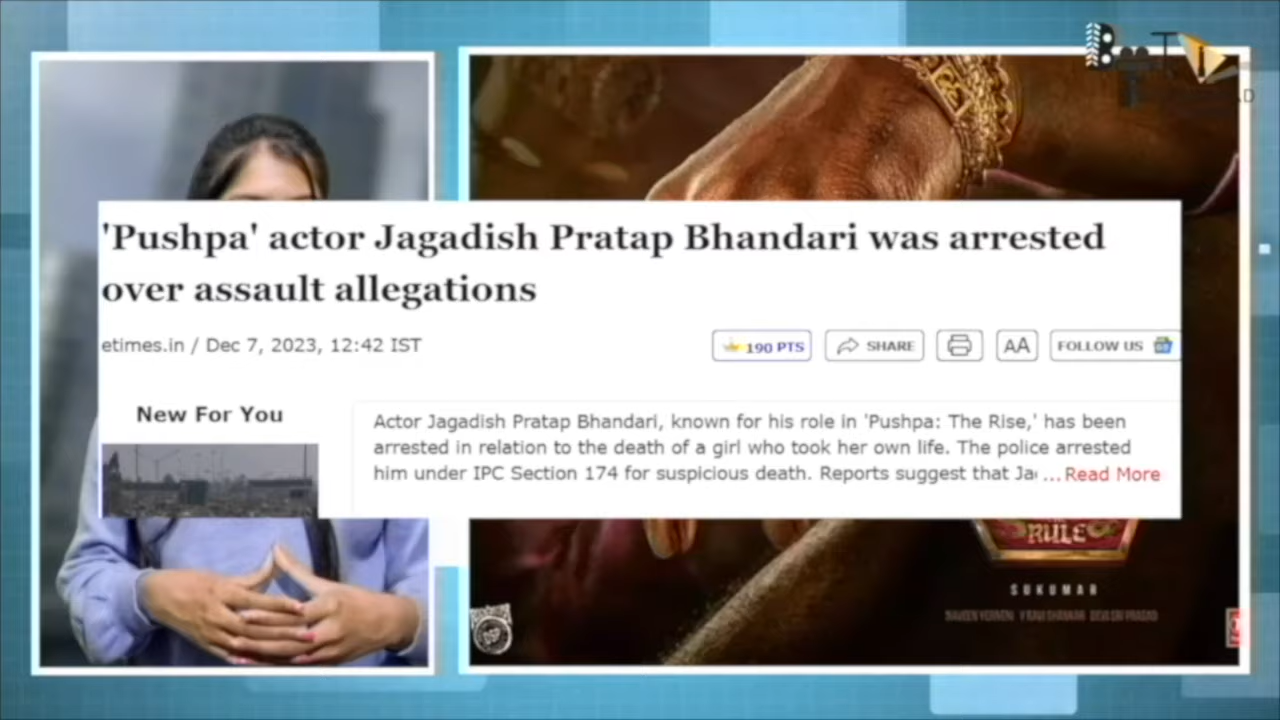 'Pushpa' actor Jagadish Pratap Bhandari was arrested
over assault allegations
etimes.in / Dec 7, 2023, 12:42 IST
190 PTS
SHARE
AA
FOLLOW US
New For You
Actor Jagadish Pratap Bhandari, known for his role in 'Pushpa: The Rise,' has been
arrested in relation to the death of a girl who took her own life. The police arrested
him under IPC Section 174 for suspicious death. Reports suggest that Ja ... Read More
RULE
SUKUMAR